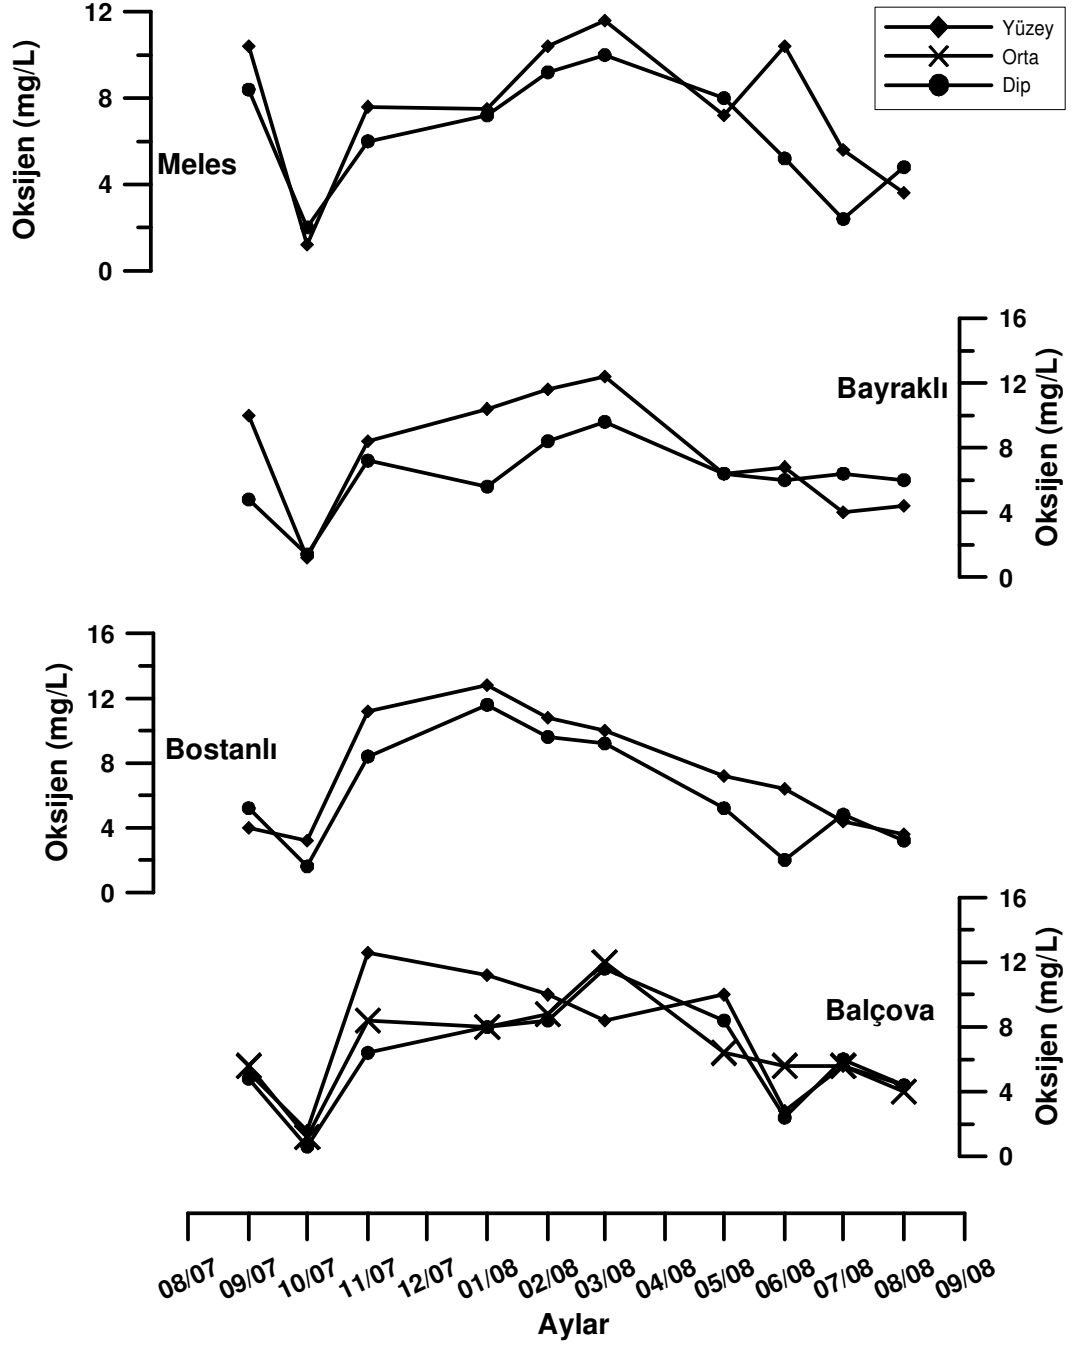 12
8
4
0
Oksijen (mg/L)
Meles
Yüzey
Orta
Dip
16
12
8
4
0
Oksijen (mg/L)
Bayraklı
16
12
8
4
0
Oksijen (mg/L)
Bostanlı
16
12
8
4
0
Oksijen (mg/L)
Balçova
08/07 09/07 10/07 11/07 12/07 01/08 02/08 03/08 04/08 05/08 06/08 07/08 08/08 09/08
Aylar